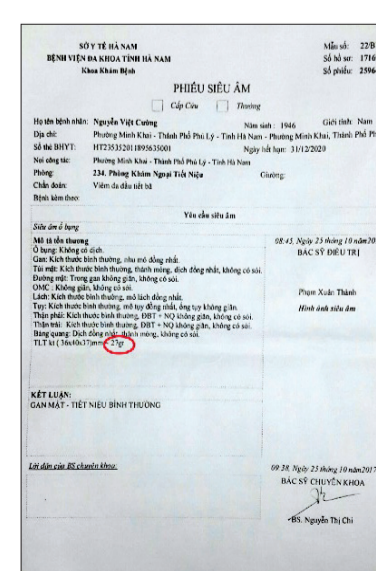 SỞ Y TẾ HÀ NAM
BỆNH VIỆN ĐA KHOA TỈNH HÀ NAM
Khoa Khám Bệnh
Mẫu số: 22/B
Số hồ sơ: 1716
Số phiếu: 2596
PHIẾU SIÊU ÂM
Cấp Cứu Thường
Họ tên bệnh nhân: Nguyễn Việt Cường Năm sinh: 1946 Giới tính: Nam
Địa chỉ: Phường Minh Khai - Thành Phố Phủ Lý - Tỉnh Hà Nam - Phường Minh Khai, Thành Phố Ph
Số thẻ BHYT: HT235352011895635001 Ngày hết hạn: 31/12/2020
Nơi công tác: Phường Minh Khai - Thành Phố Phủ Lý - Tỉnh Hà Nam
Phòng: 234. Phòng Khám Ngoại Tiết Niệu Giường:
Chẩn đoán: Viêm da dầu tiết bã
Bệnh kèm theo:
Yêu cầu siêu âm
Siêu âm ổ bụng
Mô tả tổn thương
Ổ bụng: Không có dịch.
Gan: Kích thước bình thường, nhu mô đồng nhất.
Túi mật: Kích thước bình thường, thành mỏng, dịch đồng nhất, không có sỏi.
Đường mật: Trong gan không giãn, không có sỏi.
OMC : Không giãn, không có sỏi.
Lách: Kích thước bình thường, mô lách đồng nhất.
Tụy: Kích thước bình thường, mô tụy đồng nhất, ống tụy không giãn.
Thận phải: Kích thước bình thường, ĐBT + NQ không giãn, không có sỏi.
Thận trái: Kích thước bình thường, ĐBT + NQ không giãn, không có sỏi.
Bàng quang: Dịch đồng nhất, thành mỏng, không có sỏi.
TLT kt ( 36x40x37)mm = 27gr
08:45, Ngày 25 tháng 10 năm 20
BÁC SỸ ĐIỀU TRỊ
Phạm Xuân Thành
Hình ảnh siêu âm
KẾT LUẬN:
GAN MẬT - TIẾT NIỆU BÌNH THƯỜNG
Lời dặn của BS chuyên khoa:
09:38, Ngày 25 tháng 10 năm2017
BÁC SỸ CHUYÊN KHOA
BS. Nguyễn Thị Chi